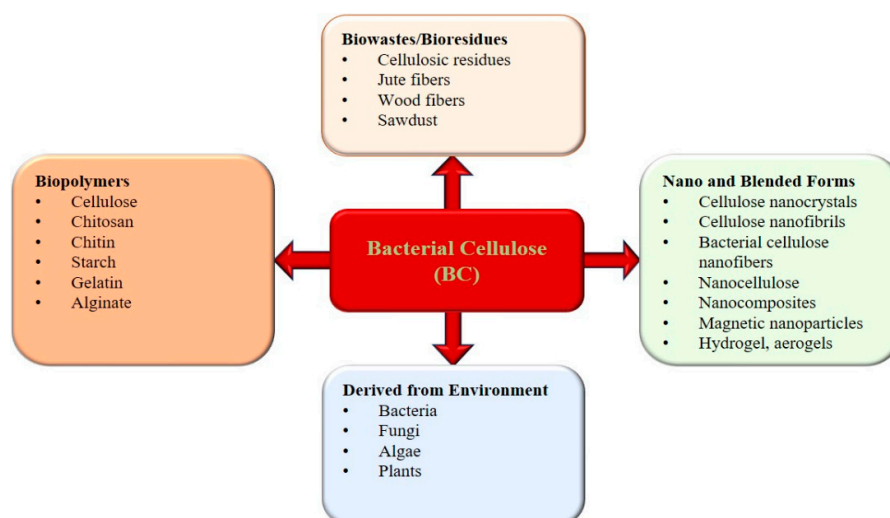 Biowastes/Bioresidues
• Cellulosic residues
• Jute fibers
• Wood fibers
• Sawdust
Biopolymers
• Cellulose
• Chitosan
• Chitin
• Starch
• Gelatin
• Alginate
Bacterial Cellulose
(BC)
Nano and Blended Forms
• Cellulose nanocrystals
• Cellulose nanofibrils
• Bacterial cellulose
nanofibers
• Nanocellulose
• Nanocomposites
• Magnetic nanoparticles
• Hydrogel, aerogels
Derived from Environment
• Bacteria
• Fungi
• Algae
• Plants